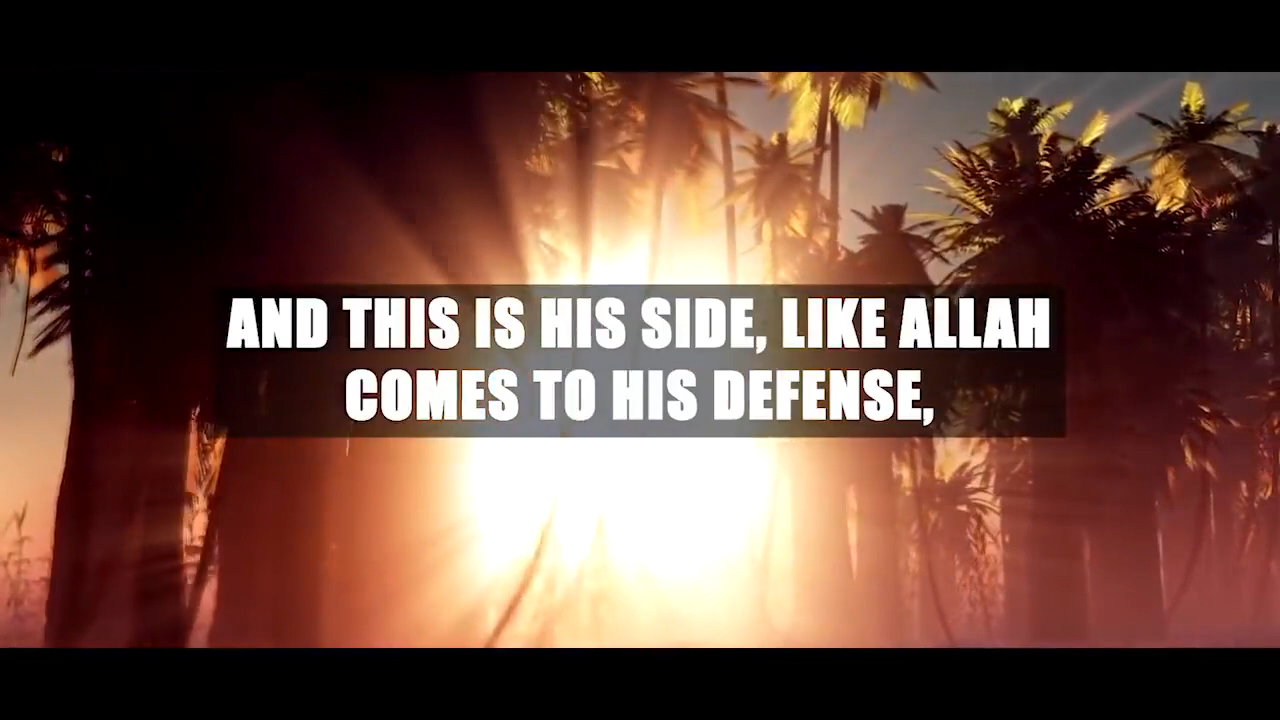 AND THIS IS HIS SIDE, LIKE ALLAH
COMES TO HIS DEFENSE,